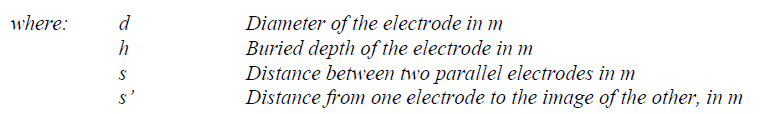 where: d Diameter of the electrode in m
h Buried depth of the electrode in m
s Distance between two parallel electrodes in m
s’ Distance from one electrode to the image of the other, in m